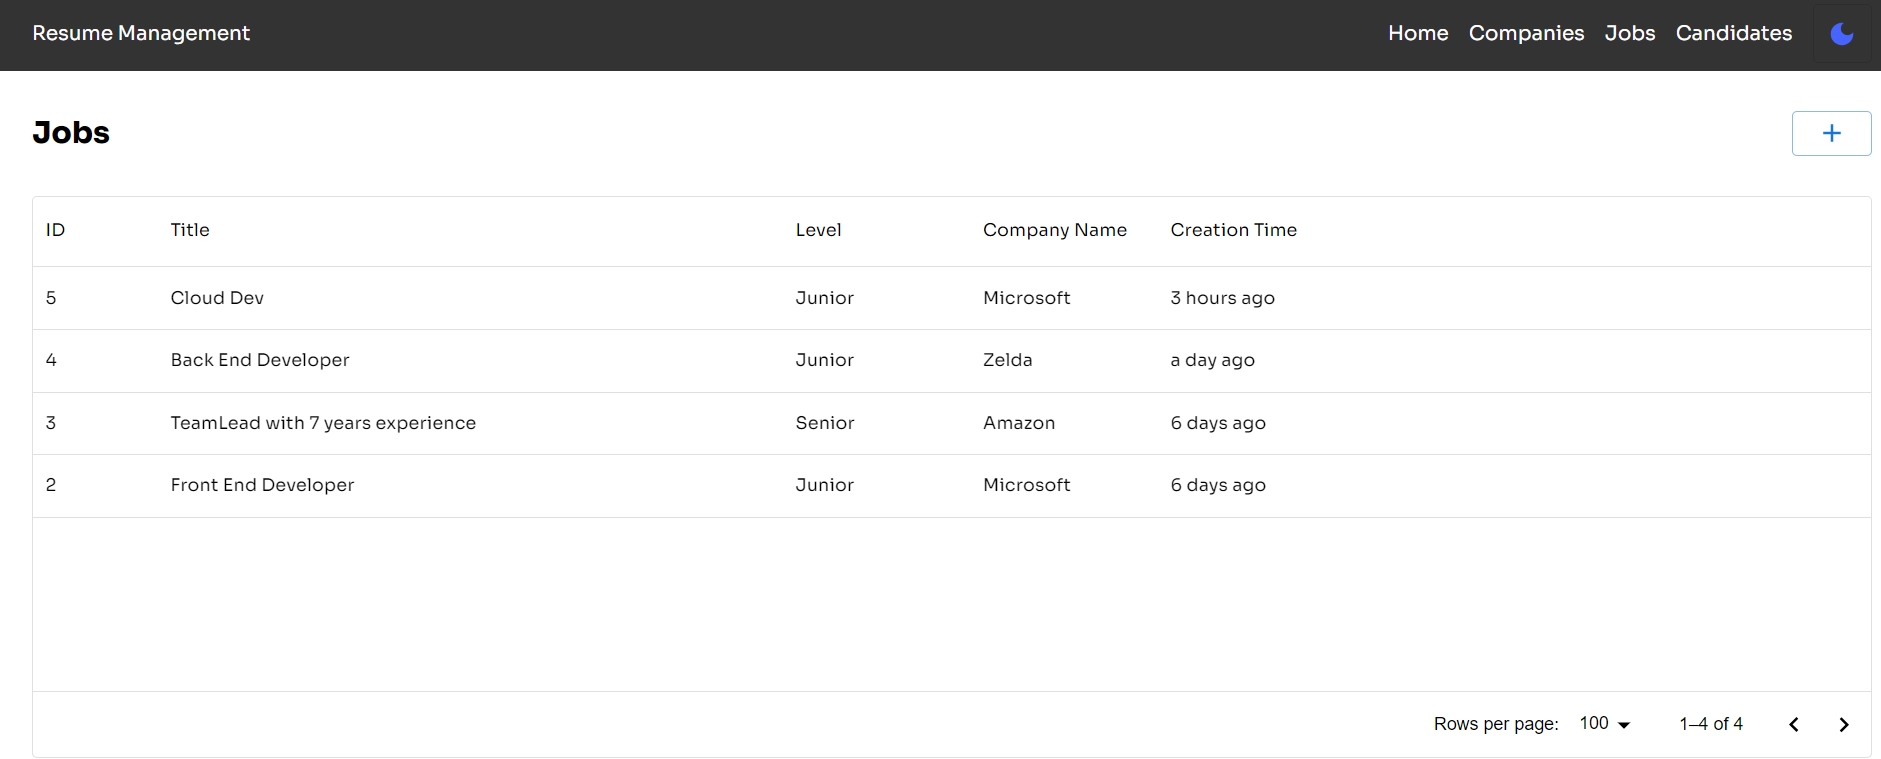 Resume Management Home Companies Jobs Candidates
Jobs
+
ID Title Level Company Name Creation Time
5 Cloud Dev Junior Microsoft 3 hours ago
4 Back End Developer Junior Zelda a day ago
3 TeamLead with 7 years experience Senior Amazon 6 days ago
2 Front End Developer Junior Microsoft 6 days ago
Rows per page: 100 1–4 of 4